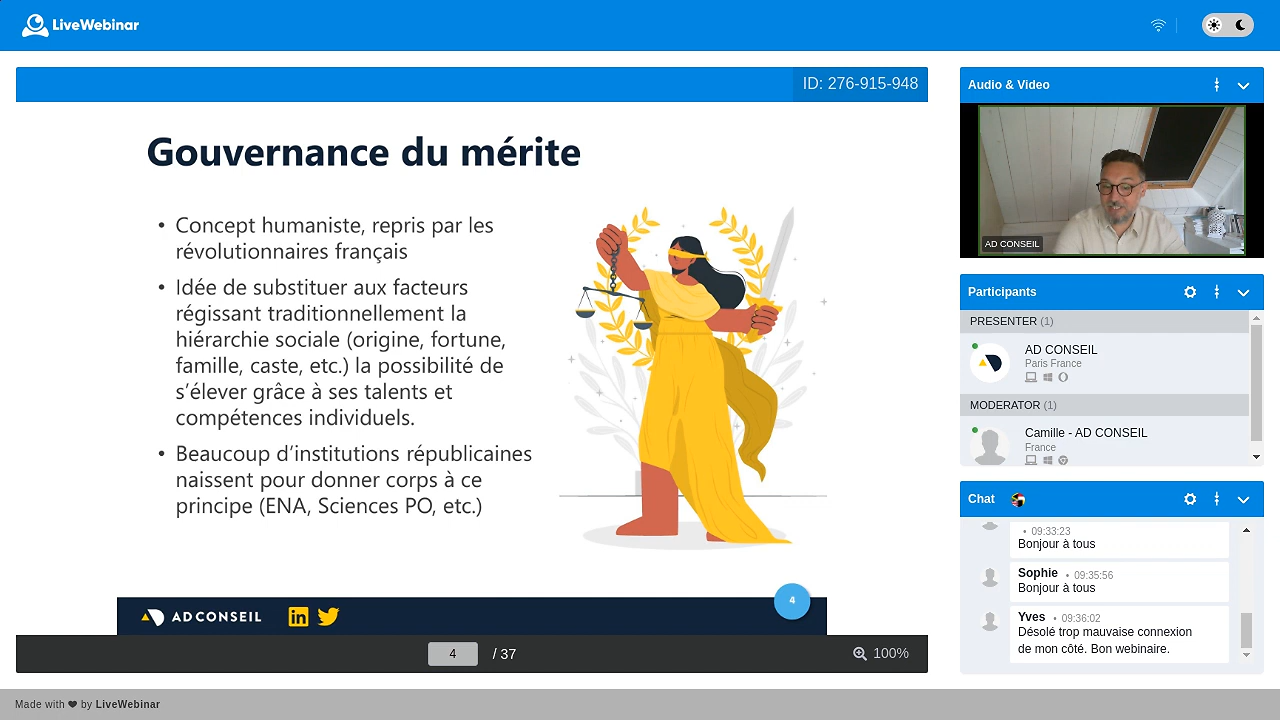 LiveWebinar
ID: 276-915-948
Gouvernance du mérite
• Concept humaniste, repris par les
révolutionnaires français
• Idée de substituer aux facteurs
régissant traditionnellement la
hiérarchie sociale (origine, fortune,
famille, caste, etc.) la possibilité de
s’élever grâce à ses talents et
compétences individuels.
• Beaucoup d’institutions républicaines
naissent pour donner corps à ce
principe (ENA, Sciences PO, etc.)
AD CONSEIL
in
4
4 / 37
100%
Audio & Video
AD CONSEIL
Participants
PRESENTER (1)
AD CONSEIL
Paris France
MODERATOR (1)
Camille - AD CONSEIL
France
Chat
• 09:33:23
Bonjour à tous
Sophie • 09:35:56
Bonjour à tous
Yves • 09:36:02
Désolé trop mauvaise connexion
de mon côté. Bon webinaire.
Made with ❤ by LiveWebinar